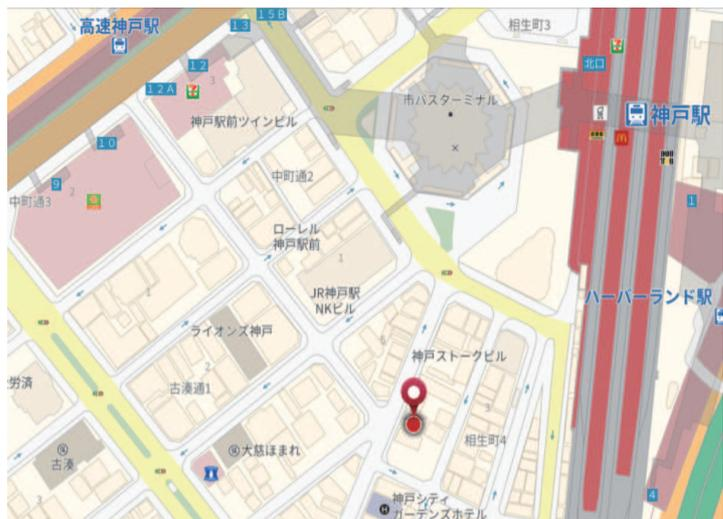 高速神戸駅
15B
13
相生町3
12
3
12A
北口
神戸駅前ツインビル
市バスターミナル
神戸駅
10
9
2
中町通3
中町通2
1
ローレル
神戸駅前
1
JR神戸駅
NKビル
ハーバーランド駅
1
ライオンズ神戸
2
古湊通1
6
神戸ストークビル
労済
3
相生町4
大慈ほまれ
古湊
3
神戸シティ
ガーデンズホテル
H
4